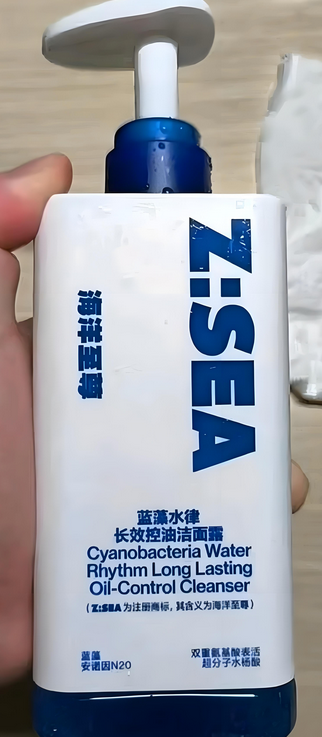 Z:SEA
海洋至尊
蓝藻水律
长效控油洁面露
Cyanobacteria Water
Rhythm Long Lasting
Oil-Control Cleanser
(Z:SEA 为注册商标，其含义为海洋至尊)
蓝藻
安诺因N20
双重氨基酸表活
超分子水杨酸